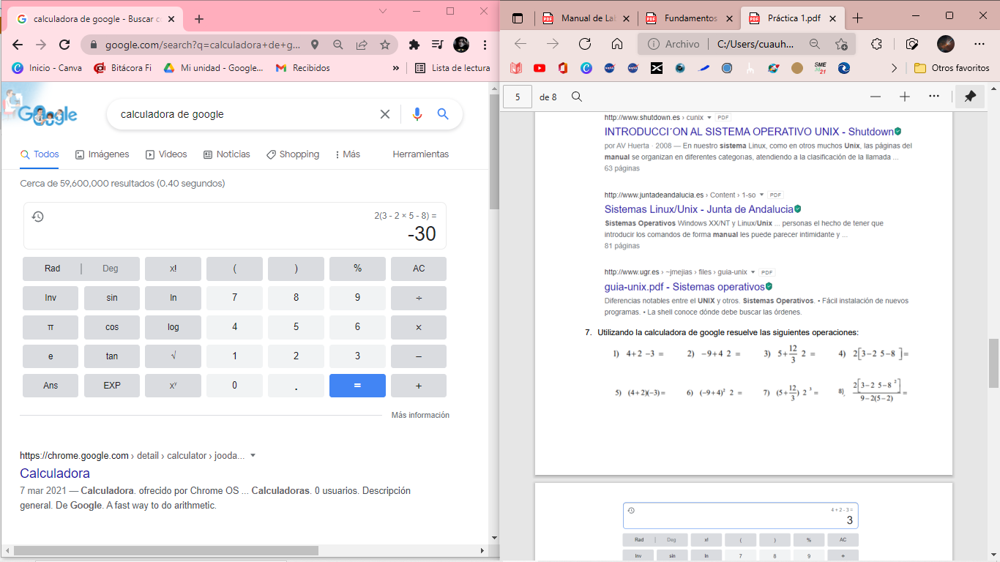 calculadora de google - Buscar c
google.com/search?q=calculadora+de+g...
Inicio - Canva
Bitácora Fi
Mi unidad - Google...
Recibidos
»
Lista de lectura
Google
calculadora de google
Todos
Imágenes
Videos
Noticias
Shopping
Más
Herramientas
Cerca de 59,600,000 resultados (0.40 segundos)
2(3 - 2 × 5 - 8) =
-30
Rad | Deg x! ( ) % AC
Inv sin ln 7 8 9 ÷
π cos log 4 5 6 ×
e tan √ 1 2 3 −
Ans EXP xʸ 0 . = +
Más información
https://chrome.google.com › detail › calculator › jooda...
Calculadora
7 mar 2021 — Calculadora. ofrecido por Chrome OS ... Calculadoras. 0 usuarios. Descripción
general. De Google. A fast way to do arithmetic.
PDF Manual de Lab
PDF Fundamentos
PDF Práctica 1.pdf
Archivo
C:/Users/cuauh...
SME
21
Otros favoritos
5 de 8
http://www.shutdown.es › cunix PDF
INTRODUCCI´ON AL SISTEMA OPERATIVO UNIX - Shutdown
por AV Huerta · 2008 — En nuestro sistema Linux, como en otros muchos Unix, las páginas del
manual se organizan en diferentes categorıas, atendiendo a la clasificación de la llamada ...
63 páginas
http://www.juntadeandalucia.es › Content › 1-so PDF
Sistemas Linux/Unix - Junta de Andalucia
Sistemas Operativos Windows XX/NT y Linux/Unix ... personas el hecho de tener que
introducir los comandos de forma manual les puede parecer intimidante y ...
81 páginas
http://www.ugr.es › ~jmejias › files › guia-unix PDF
guia-unix.pdf - Sistemas operativos
Diferencias notables entre el UNIX y otros. Sistemas Operativos. • Fácil instalación de nuevos
programas. • La shell conoce dónde debe buscar las órdenes.
7. Utilizando la calculadora de google resuelve las siguientes operaciones:
1) 4+2 −3 = 2) −9+4 2 = 3) 5+12/3 2 = 4) 2[3−2 5−8 ]=
5) (4+2)(−3)= 6) (−9+4)² 2 = 7) (5+12/3) 2 ³ = 8) 2[3−2 5−8 ²]/9−2(5−2) =
4 + 2 - 3 =
3
Rad | Deg x! ( ) % AC
Inv sin ln 7 8 9 ÷